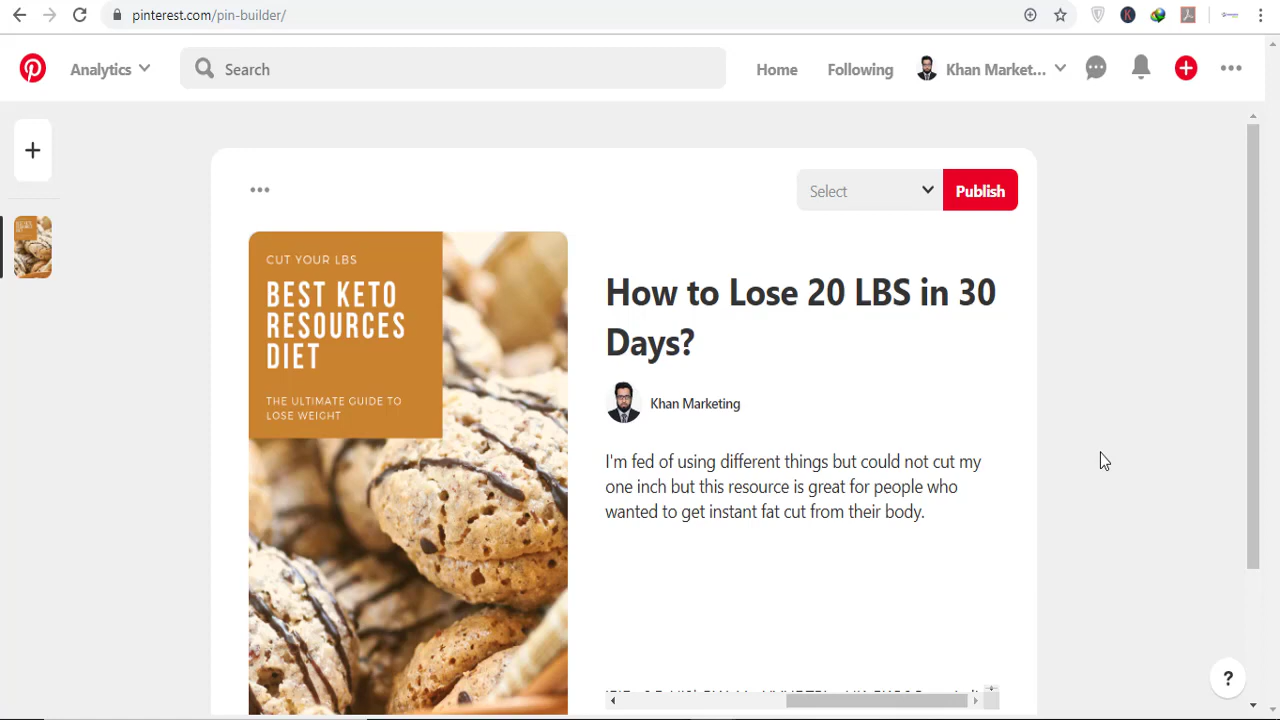 pinterest.com/pin-builder/
Analytics
Search
Home
Following
Khan Market...
Select
Publish
CUT YOUR LBS
BEST KETO
RESOURCES
DIET
THE ULTIMATE GUIDE TO
LOSE WEIGHT
How to Lose 20 LBS in 30
Days?
Khan Marketing
I'm fed of using different things but could not cut my
one inch but this resource is great for people who
wanted to get instant fat cut from their body.
?